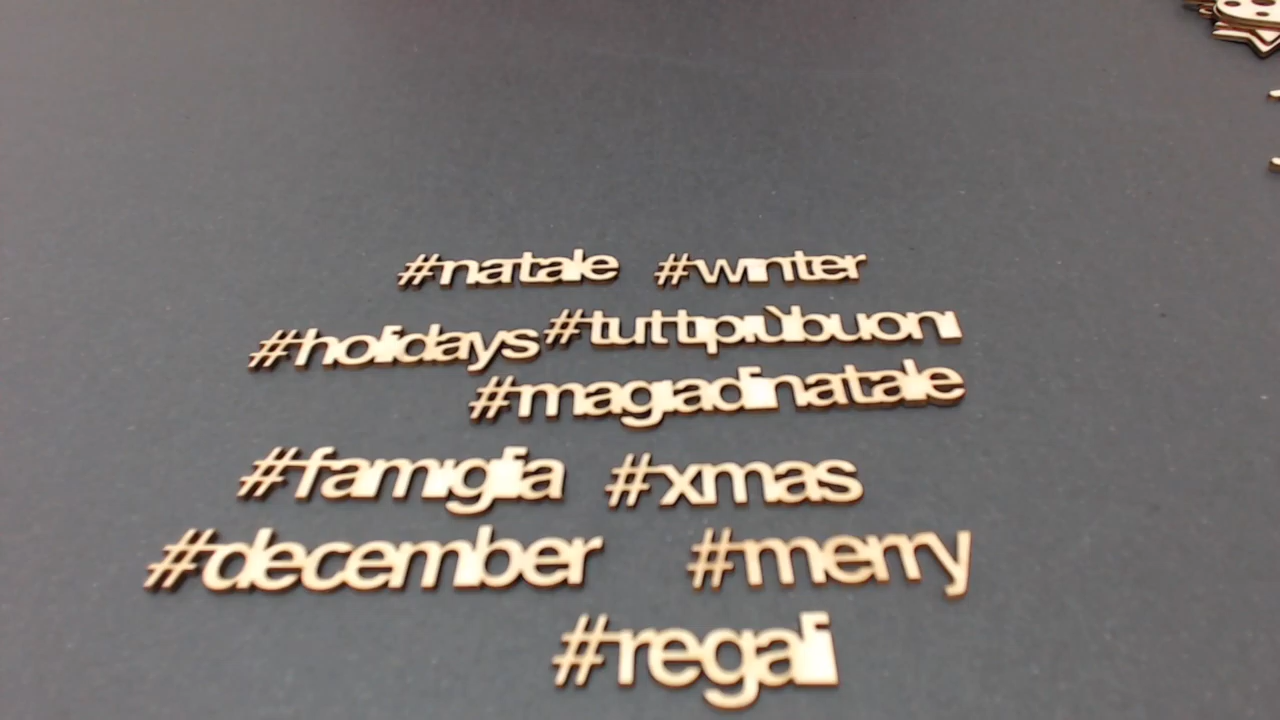 #natale #winter
#holidays #tuttipiùbuoni
#magiadinatale
#famiglia #xmas
#december #merry
#regali